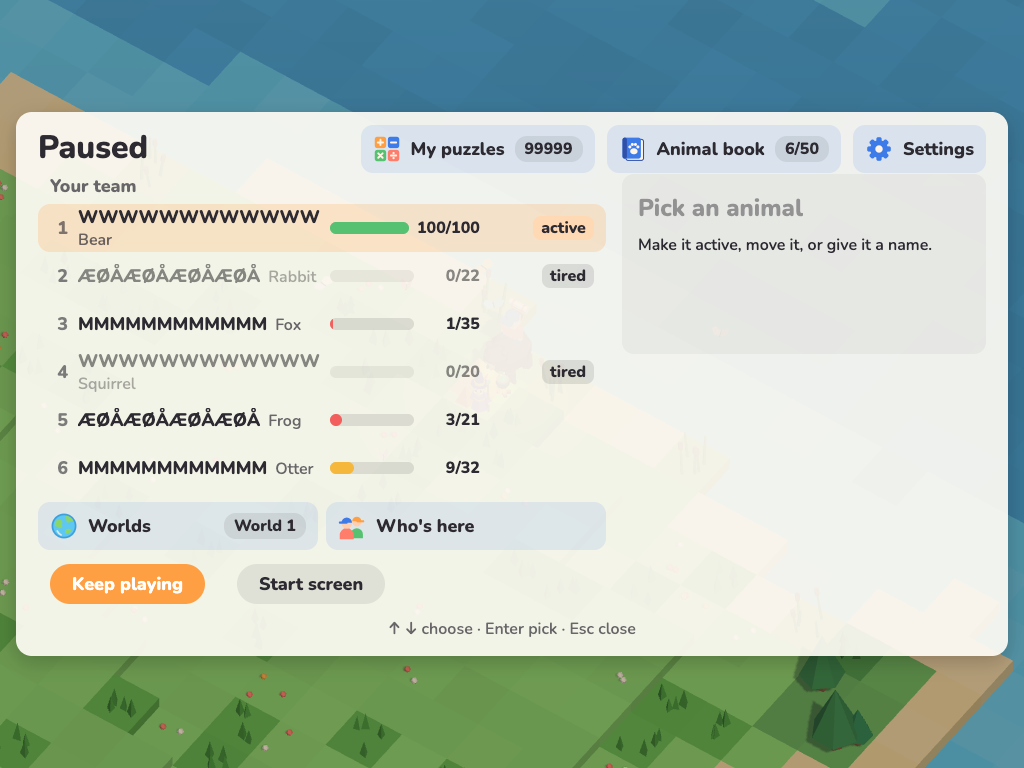 Paused
My puzzles 99999
Animal book 6/50
Settings
Your team
1 WWWWWWWWWWWW Bear 100/100 active
2 ÆØÅÆØÅÆØÅÆØÅ Rabbit 0/22 tired
3 MMMMMMMMMMMM Fox 1/35
4 WWWWWWWWWWWW Squirrel 0/20 tired
5 ÆØÅÆØÅÆØÅÆØÅ Frog 3/21
6 MMMMMMMMMMMM Otter 9/32
Pick an animal
Make it active, move it, or give it a name.
Worlds World 1
Who's here
Keep playing
Start screen
↑ ↓ choose · Enter pick · Esc close